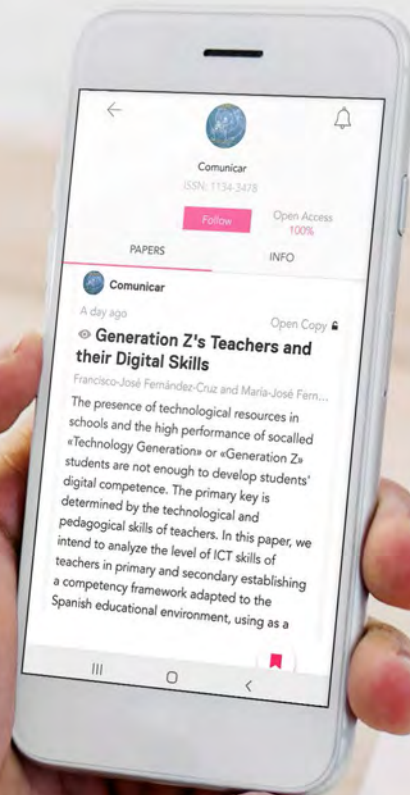 Comunicar
ISSN: 1134-3478
Follow
Open Access
100%
PAPERS
INFO
Comunicar
A day ago
Open Copy
Generation Z's Teachers and
their Digital Skills
Francisco-José Fernández-Cruz and María-José Fern...
The presence of technological resources in
schools and the high performance of socalled
«Technology Generation» or «Generation Z»
students are not enough to develop students'
digital competence. The primary key is
determined by the technological and
pedagogical skills of teachers. In this paper, we
intend to analyze the level of ICT skills of
teachers in primary and secondary establishing
a competency framework adapted to the
Spanish educational environment, using as a